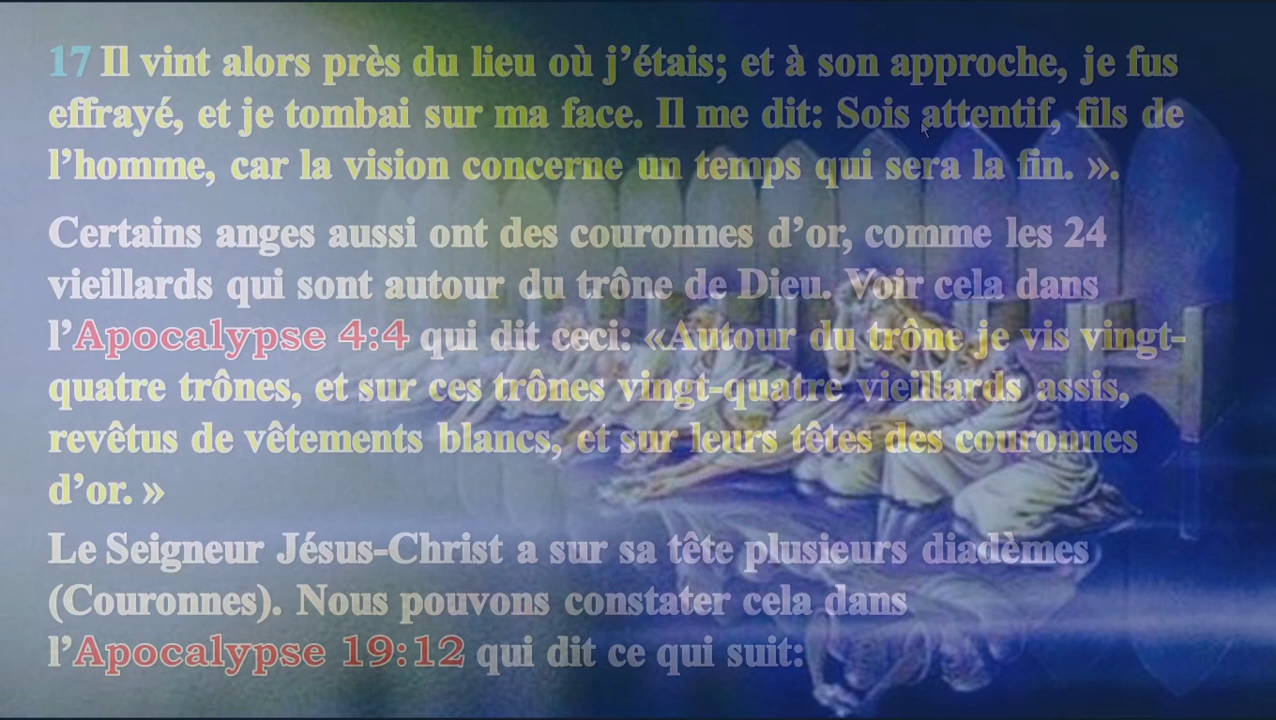 17 Il vint alors près du lieu où j’étais; et à son approche, je fus
effrayé, et je tombai sur ma face. Il me dit: Sois attentif, fils de
l’homme, car la vision concerne un temps qui sera la fin. ».
Certains anges aussi ont des couronnes d’or, comme les 24
vieillards qui sont autour du trône de Dieu. Voir cela dans
l’Apocalypse 4:4 qui dit ceci: «Autour du trône je vis vingt-
quatre trônes, et sur ces trônes vingt-quatre vieillards assis,
revêtus de vêtements blancs, et sur leurs têtes des couronnes
d’or. »
Le Seigneur Jésus-Christ a sur sa tête plusieurs diadèmes
(Couronnes). Nous pouvons constater cela dans
l’Apocalypse 19:12 qui dit ce qui suit: